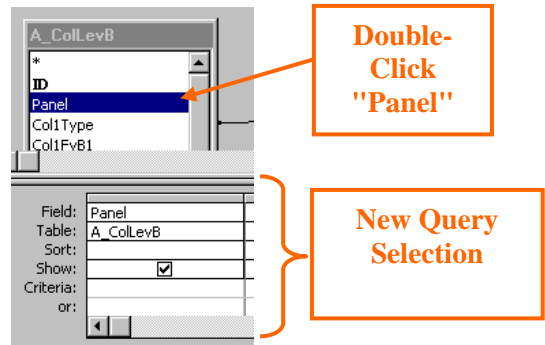 A_ColLevB
*
ID
Panel
Col1Type
Col1FyB1
Double-
Click
"Panel"
Field: Panel
Table: A_ColLevB
Sort:
Show:
Criteria:
or:
New Query
Selection